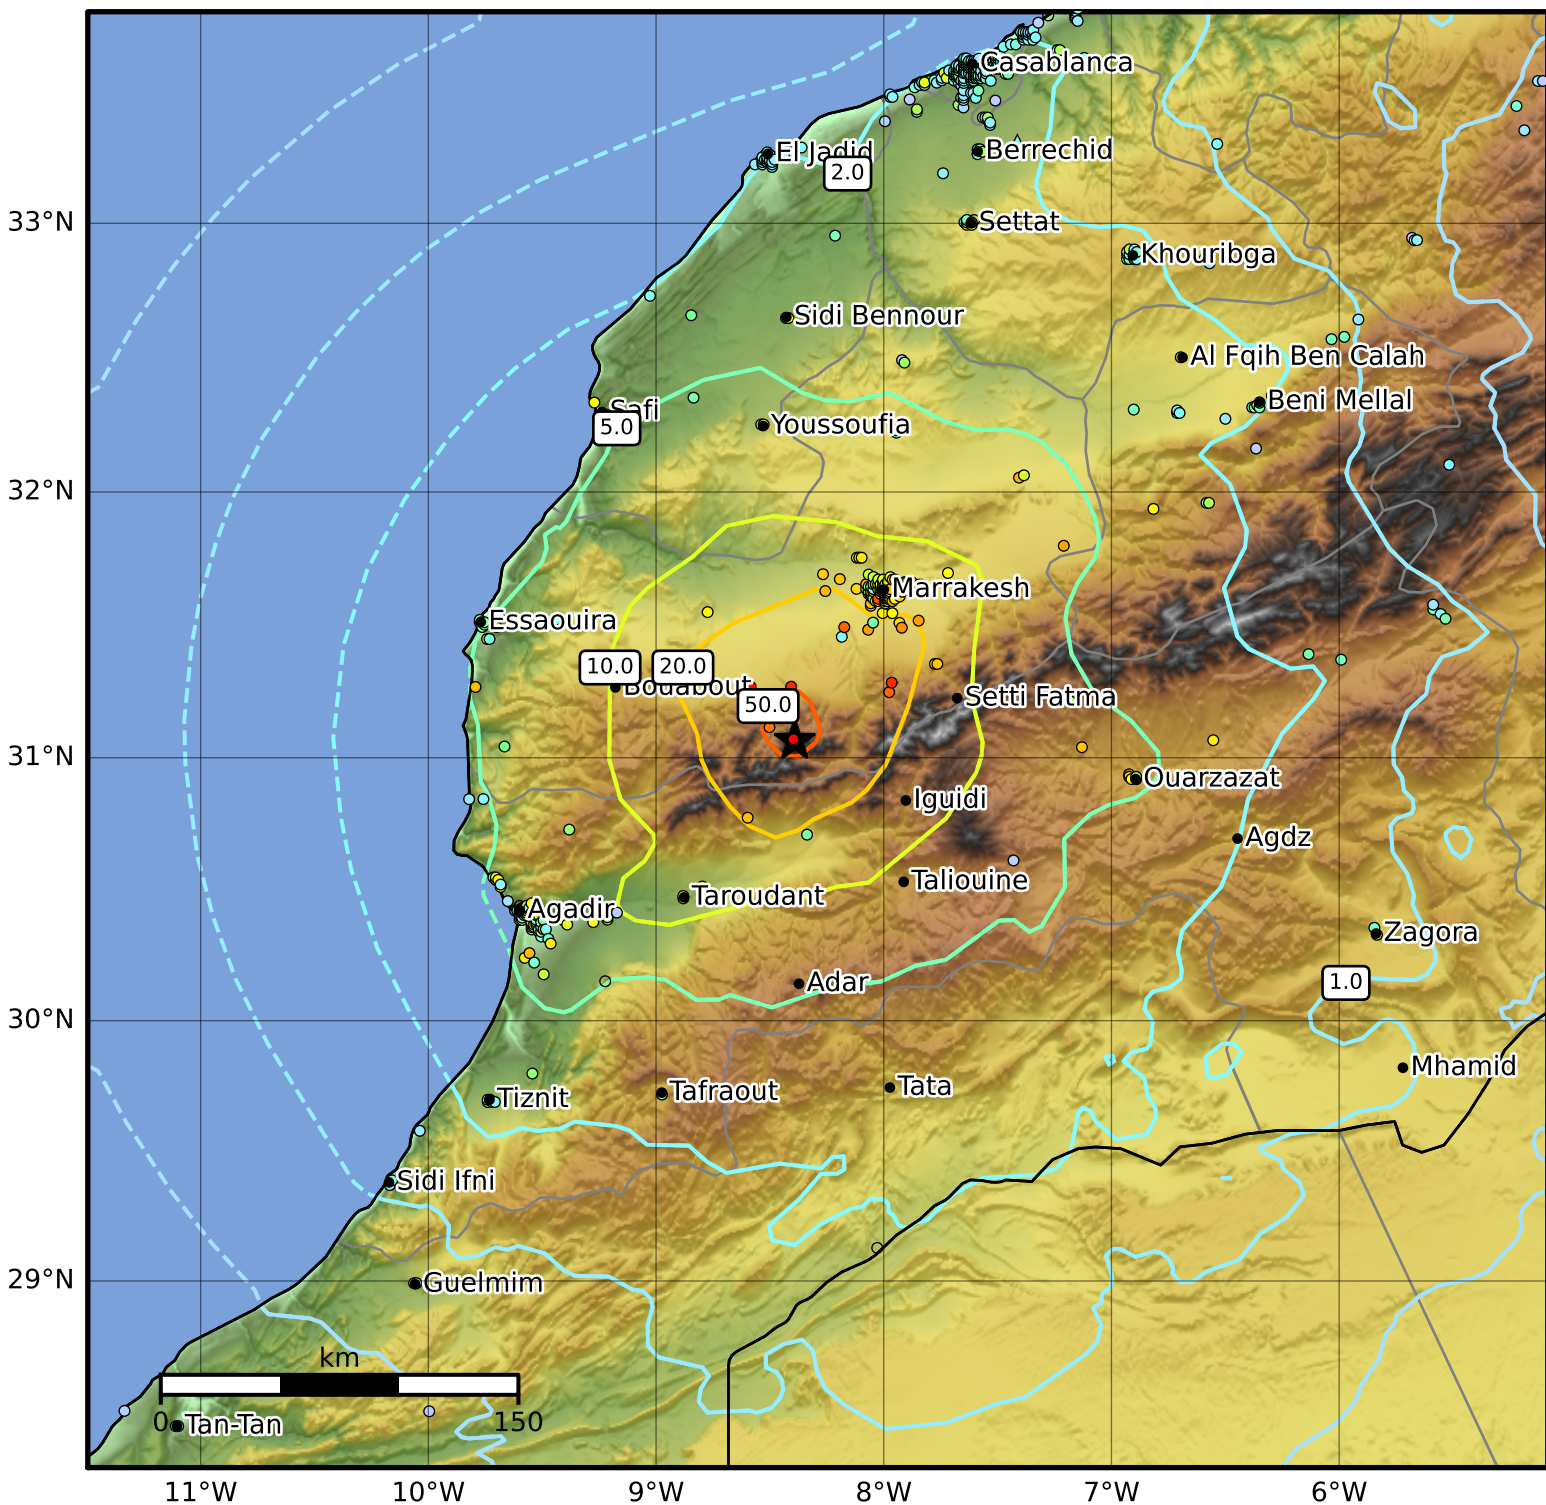 Casablanca
El Jadid
Berrechid
2.0
33°N
Settat
Khouribga
Sidi Bennour
Al Fqih Ben Calah
Beni Mellal
Safi
5.0
Youssoufia
32°N
Marrakesh
Essaouira
10.0
20.0
Bouabout
Setti Fatma
50.0
31°N
Ouarzazat
Iguidi
Agdz
Taliouine
Taroudant
Agadir
Zagora
Adar
1.0
30°N
Mhamid
Tata
Tafraout
Tiznit
Sidi Ifni
29°N
Guelmim
km
0
150
Tan-Tan
11°W
10°W
9°W
8°W
7°W
6°W